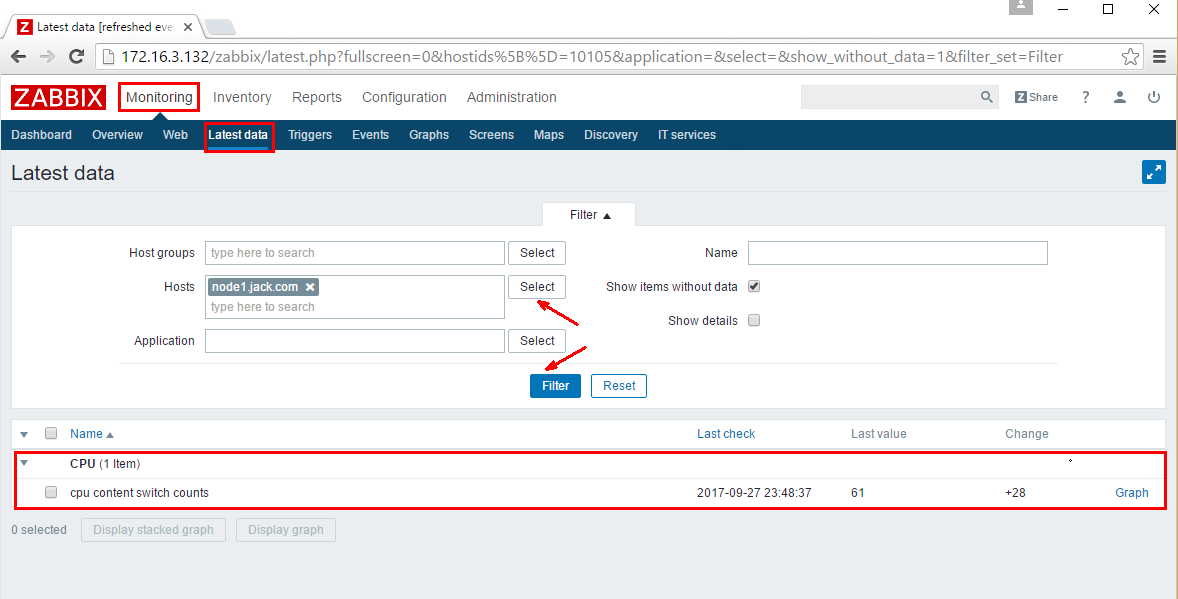 Latest data [refreshed eve
172.16.3.132/zabbix/latest.php?fullscreen=0&hostids%5B%5D=10105&application=&select=&show_without_data=1&filter_set=Filter
ZABBIX Monitoring Inventory Reports Configuration Administration Z Share ?
Dashboard Overview Web Latest data Triggers Events Graphs Screens Maps Discovery IT services
Latest data
Filter ▲
Host groups type here to search Select Name
Hosts node1.jack.com Select Show items without data
type here to search
Show details
Application Select
Filter Reset
Name Last check Last value Change
CPU (1 Item)
cpu content switch counts 2017-09-27 23:48:37 61 +28 Graph
0 selected Display stacked graph Display graph